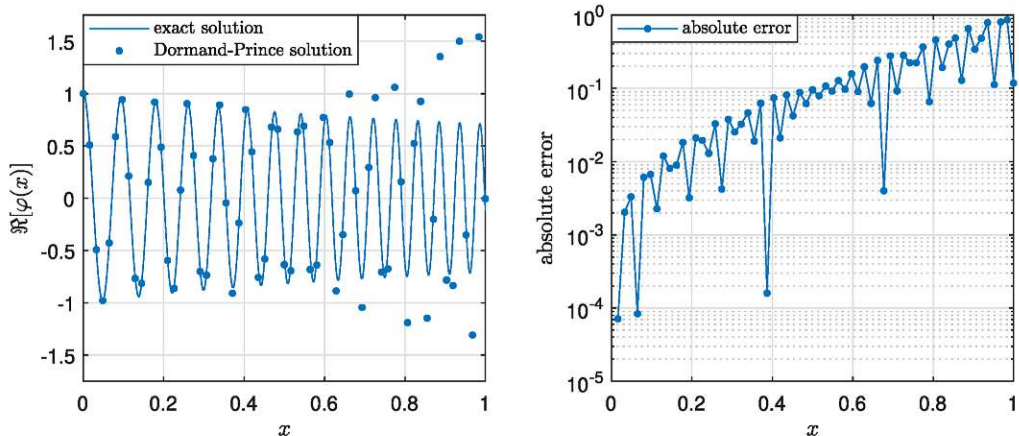 exact solution
Dormand-Prince solution
1.5
1
0.5
0
-0.5
-1
-1.5
ℜ[φ(x)]
0 0.2 0.4 0.6 0.8 1
x
absolute error
10^0
10^-1
10^-2
10^-3
10^-4
10^-5
absolute error
0 0.2 0.4 0.6 0.8 1
x